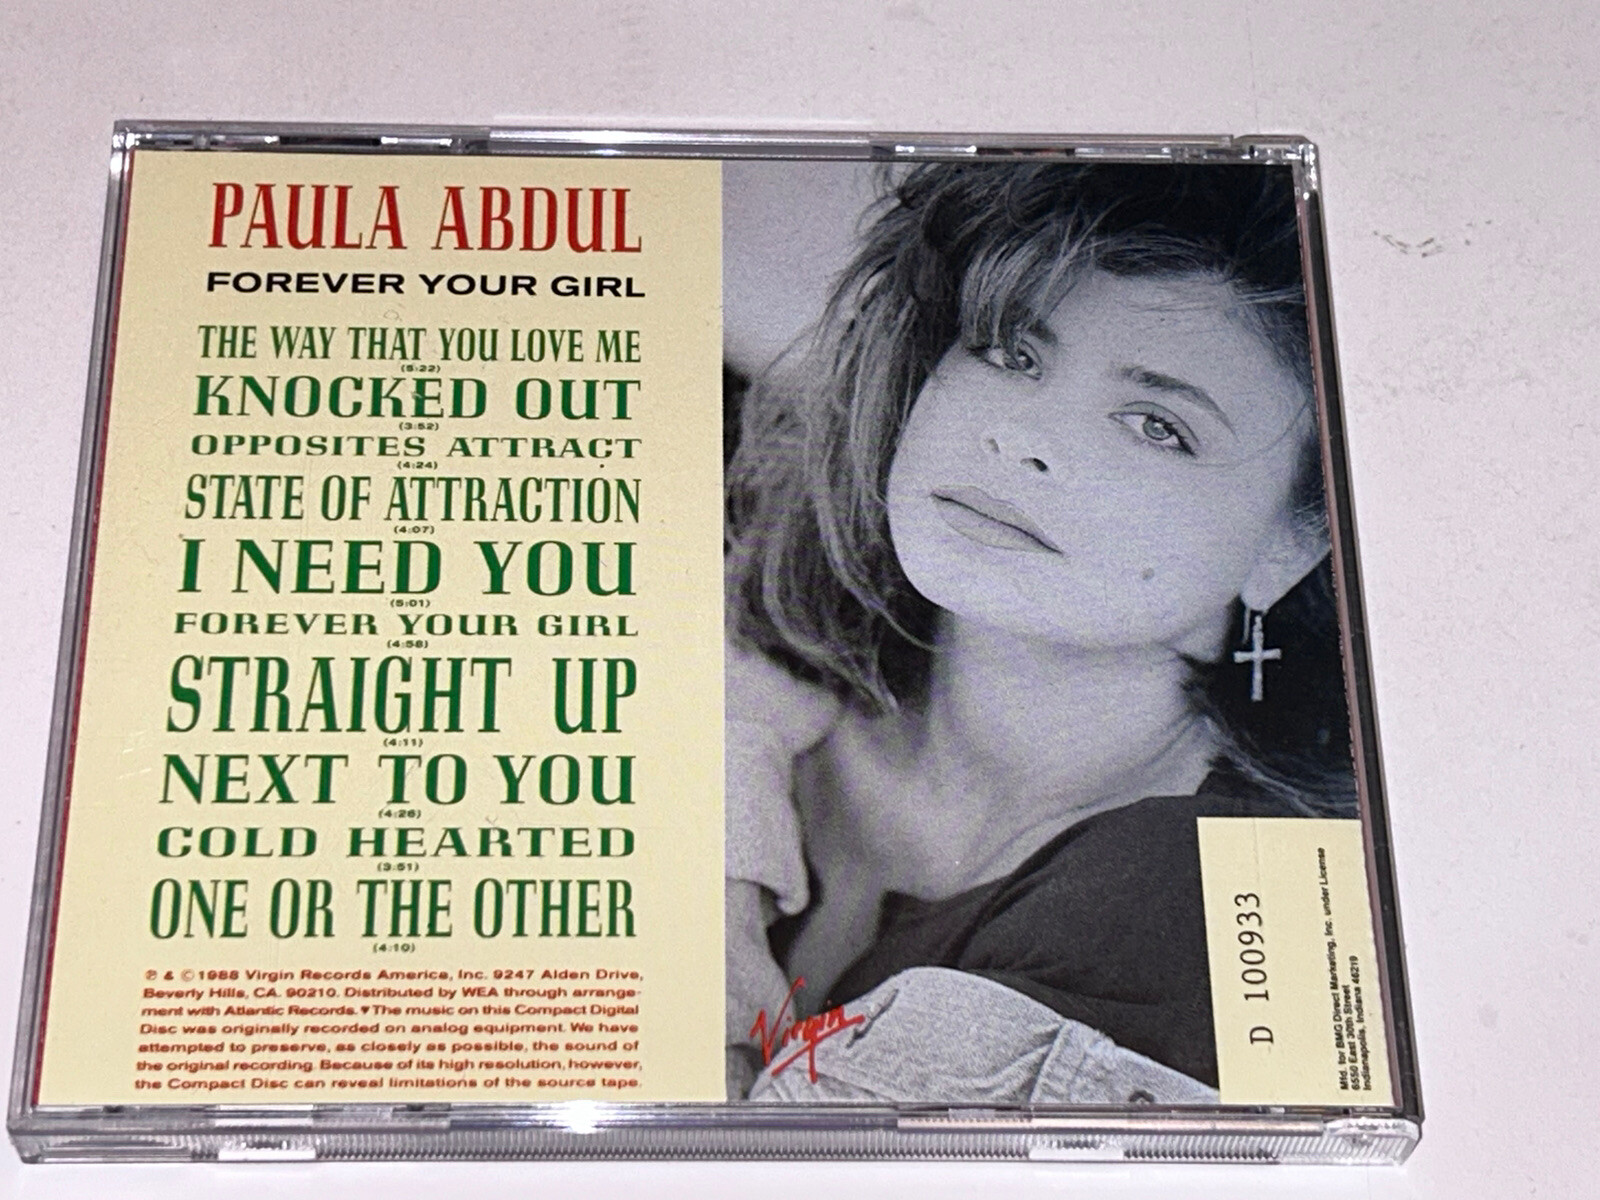 PAULA ABDUL
FOREVER YOUR GIRL
THE WAY THAT YOU LOVE ME
(5:22)
KNOCKED OUT
(3:52)
OPPOSITES ATTRACT
(4:24)
STATE OF ATTRACTION
(4:07)
I NEED YOU
(5:01)
FOREVER YOUR GIRL
(4:58)
STRAIGHT UP
(4:11)
NEXT TO YOU
(4:26)
COLD HEARTED
(3:51)
ONE OR THE OTHER
(4:10)
℗ & © 1988 Virgin Records America, Inc. 9247 Alden Drive,
Beverly Hills, CA. 90210. Distributed by WEA through arrange-
ment with Atlantic Records. ▼ The music on this Compact Digital
Disc was originally recorded on analog equipment. We have
attempted to preserve, as closely as possible, the sound of
the original recording. Because of its high resolution, however,
the Compact Disc can reveal limitations of the source tape.
Virgin
D 100933
Mfd. for BMG Direct Marketing, Inc. under License
6550 East 30th Street
Indianapolis, Indiana 46219